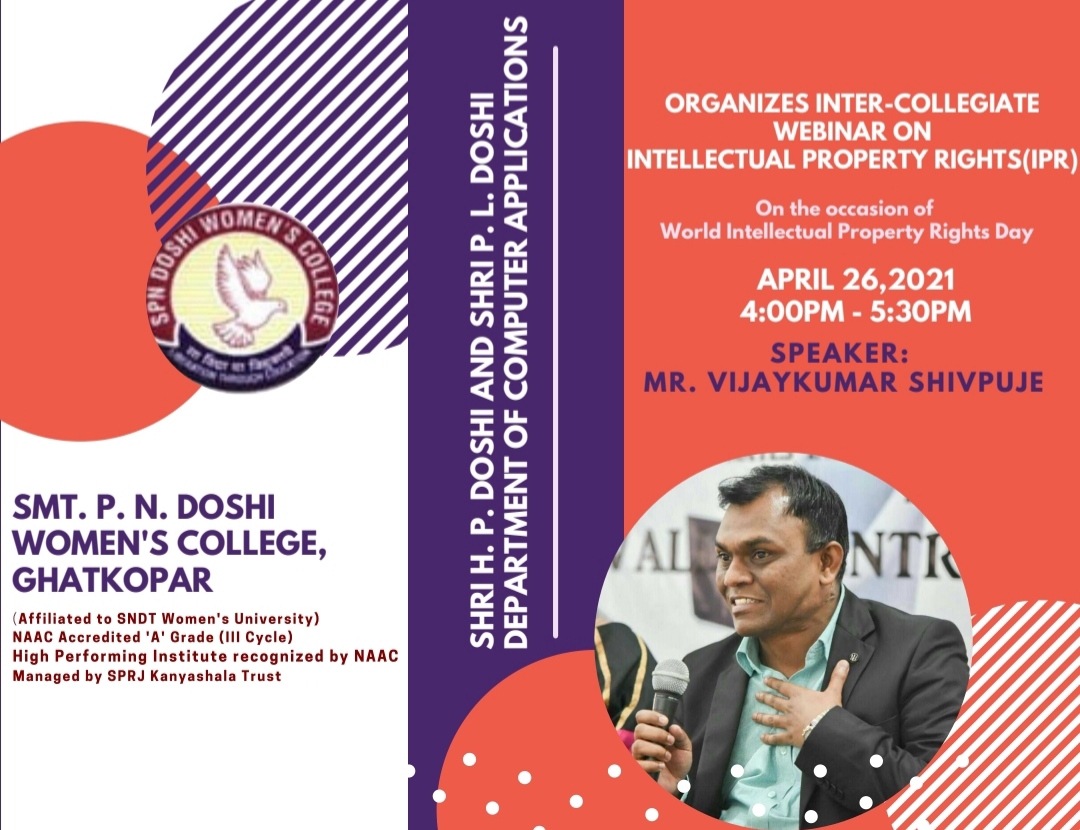 SPN DOSHI WOMEN'S COLLEGE
SMT. P. N. DOSHI
WOMEN'S COLLEGE,
GHATKOPAR
(Affiliated to SNDT Women's University)
NAAC Accredited 'A' Grade (III Cycle)
High Performing Institute recognized by NAAC
Managed by SPRJ Kanyashala Trust
SHRI H. P. DOSHI AND SHRI P. L. DOSHI
DEPARTMENT OF COMPUTER APPLICATIONS
ORGANIZES INTER-COLLEGIATE
WEBINAR ON
INTELLECTUAL PROPERTY RIGHTS(IPR)
On the occasion of
World Intellectual Property Rights Day
APRIL 26,2021
4:00PM - 5:30PM
SPEAKER:
MR. VIJAYKUMAR SHIVPUJE